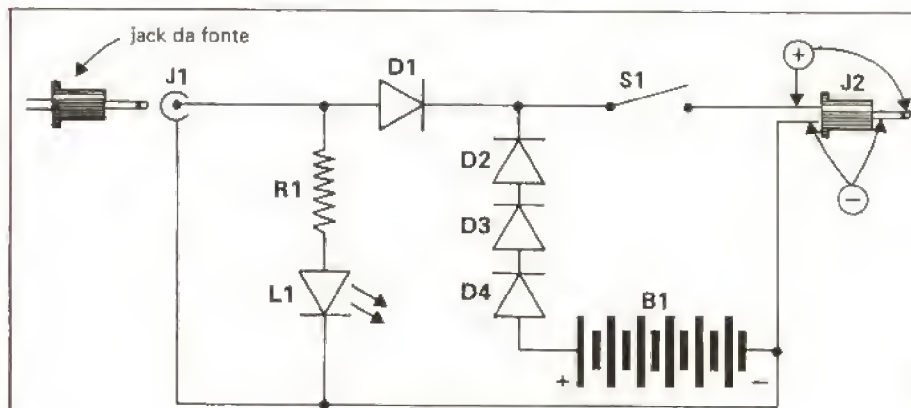 jack da fonte
J1
D1
S1
+
J2
R1
D2
D3
D4
L1
B1
+
−
−